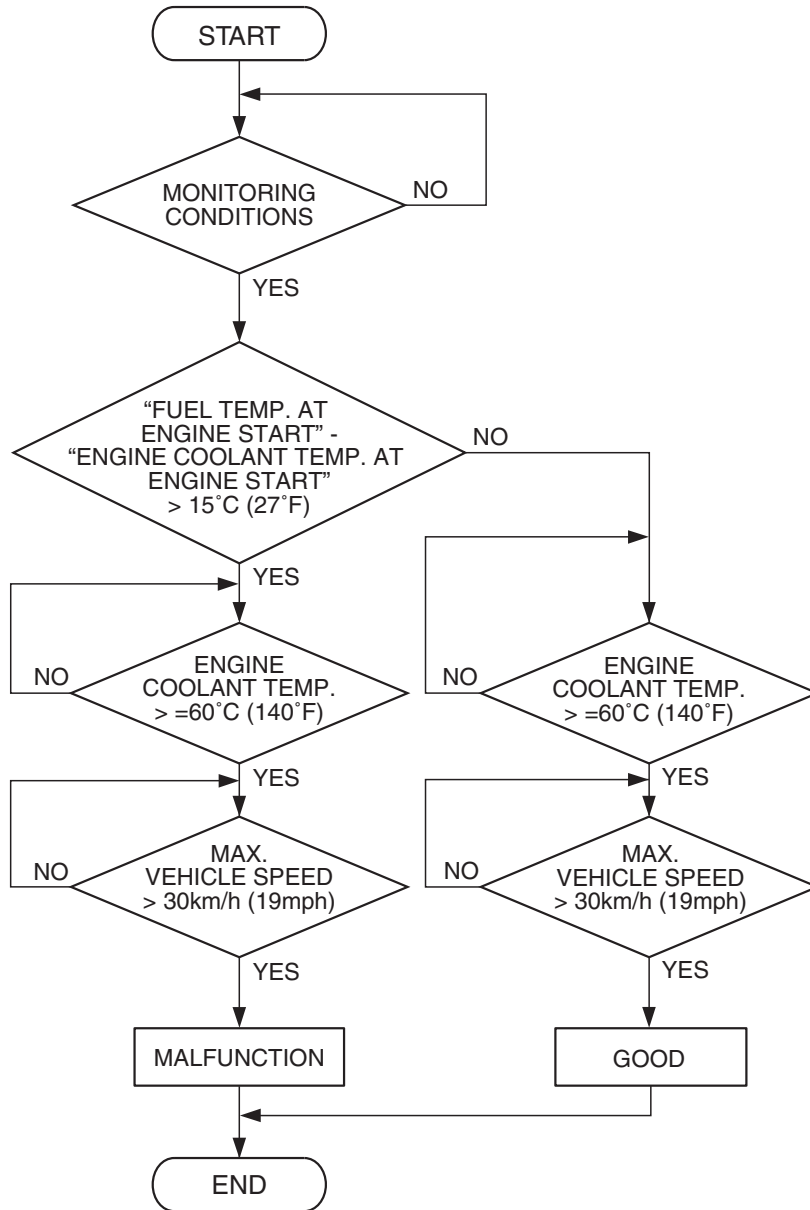 START
MONITORING
CONDITIONS
NO
YES
“FUEL TEMP. AT
ENGINE START” -
“ENGINE COOLANT TEMP. AT
ENGINE START”
> 15˚C (27˚F)
NO
YES
ENGINE
COOLANT TEMP.
> =60˚C (140˚F)
NO
YES
MAX.
VEHICLE SPEED
> 30km/h (19mph)
NO
YES
MALFUNCTION
ENGINE
COOLANT TEMP.
> =60˚C (140˚F)
NO
YES
MAX.
VEHICLE SPEED
> 30km/h (19mph)
NO
YES
GOOD
END